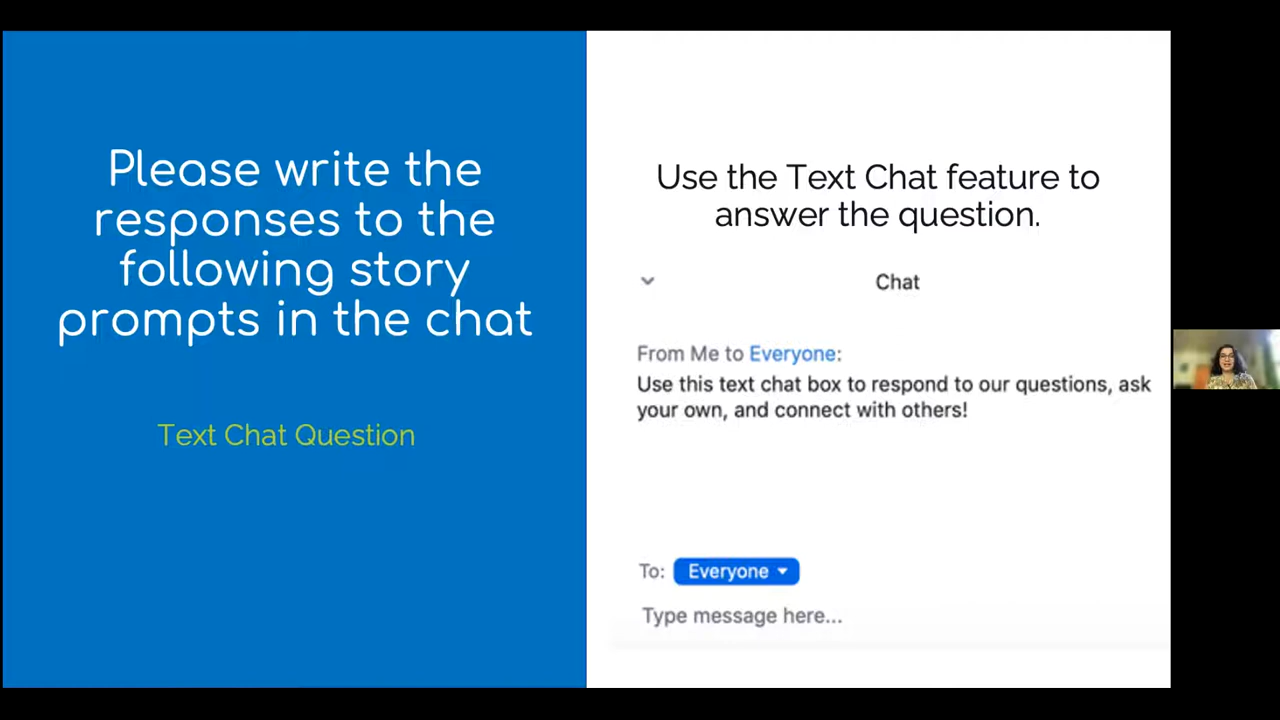 Please write the
responses to the
following story
prompts in the chat
Text Chat Question
Use the Text Chat feature to
answer the question.
Chat
From Me to Everyone:
Use this text chat box to respond to our questions, ask
your own, and connect with others!
To: Everyone
Type message here...